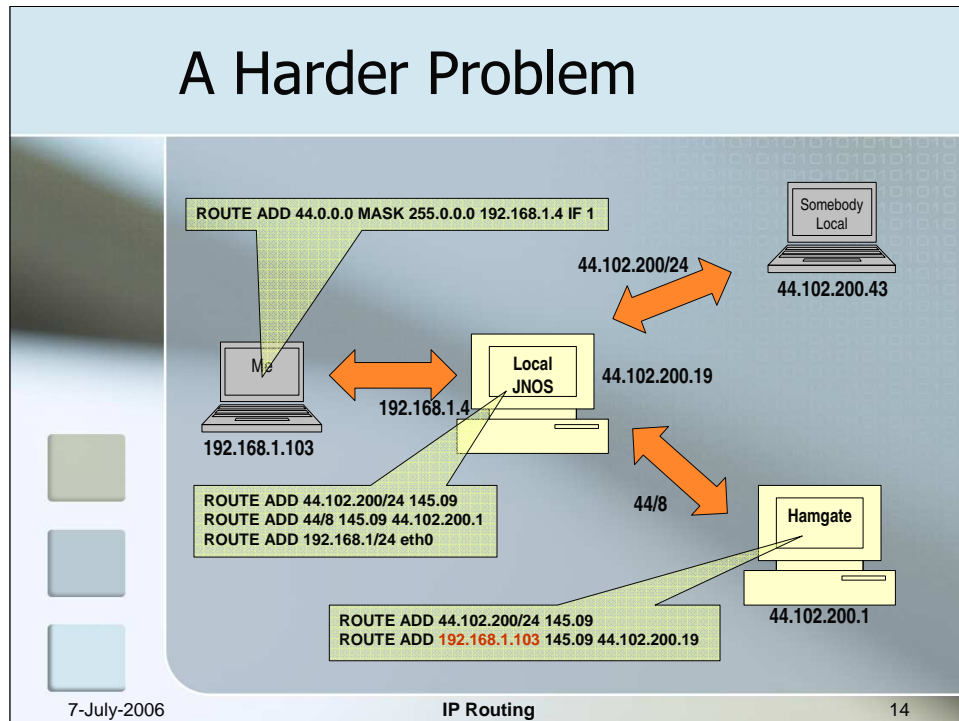 A Harder Problem
ROUTE ADD 44.0.0.0 MASK 255.0.0.0 192.168.1.4 IF 1
Somebody
Local
44.102.200/24
44.102.200.43
Me
Local
JNOS
44.102.200.19
192.168.1.4
192.168.1.103
ROUTE ADD 44.102.200/24 145.09
ROUTE ADD 44/8 145.09 44.102.200.1
ROUTE ADD 192.168.1/24 eth0
44/8
Hamgate
44.102.200.1
ROUTE ADD 44.102.200/24 145.09
ROUTE ADD 192.168.1.103 145.09 44.102.200.19
7-July-2006
IP Routing
14